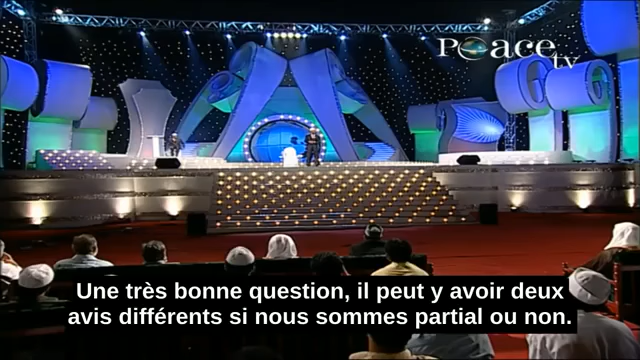 Peace
tv
Une très bonne question, il peut y avoir deux
avis différents si nous sommes partial ou non.